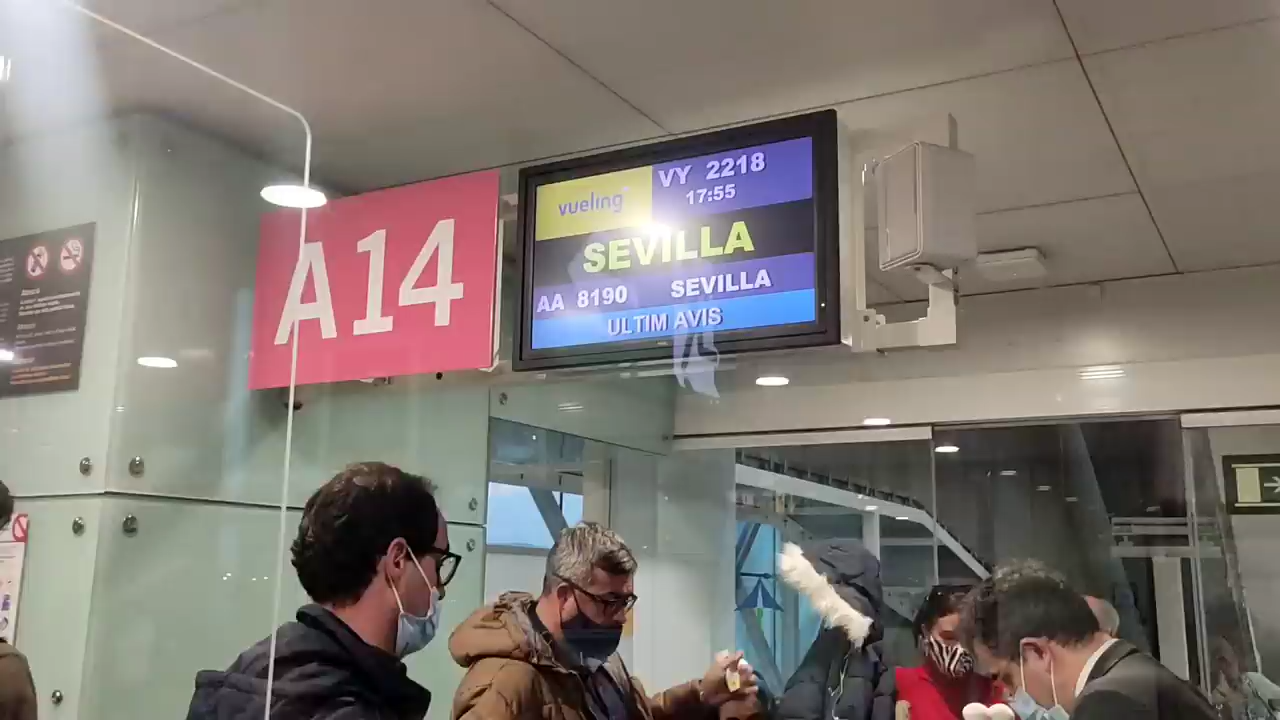 A14
vueling
VY 2218
17:55
SEVILLA
AA 8190 SEVILLA
ULTIM AVIS